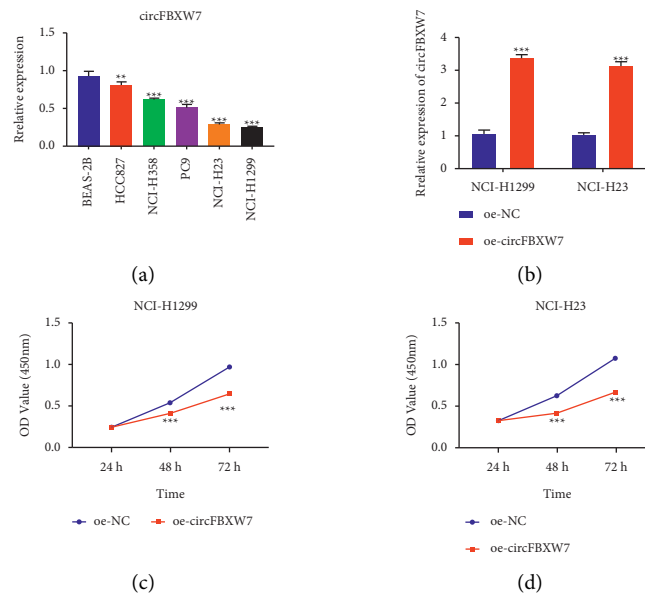 circFBXW7
Rrelative expression
1.5
1.0
0.5
0.0
**
***
***
***
***
BEAS-2B
HCC827
NCI-H358
PC9
NCI-H23
NCI-H1299
(a)
Rrelative expression of circFBXW7
4
3
2
1
0
***
***
NCI-H1299
NCI-H23
oe-NC
oe-circFBXW7
(b)
NCI-H1299
OD Value (450nm)
1.5
1.0
0.5
0.0
***
***
24 h
48 h
72 h
Time
oe-NC
oe-circFBXW7
(c)
NCI-H23
OD Value (450nm)
1.5
1.0
0.5
0.0
***
***
24 h
48 h
72 h
Time
oe-NC
oe-circFBXW7
(d)